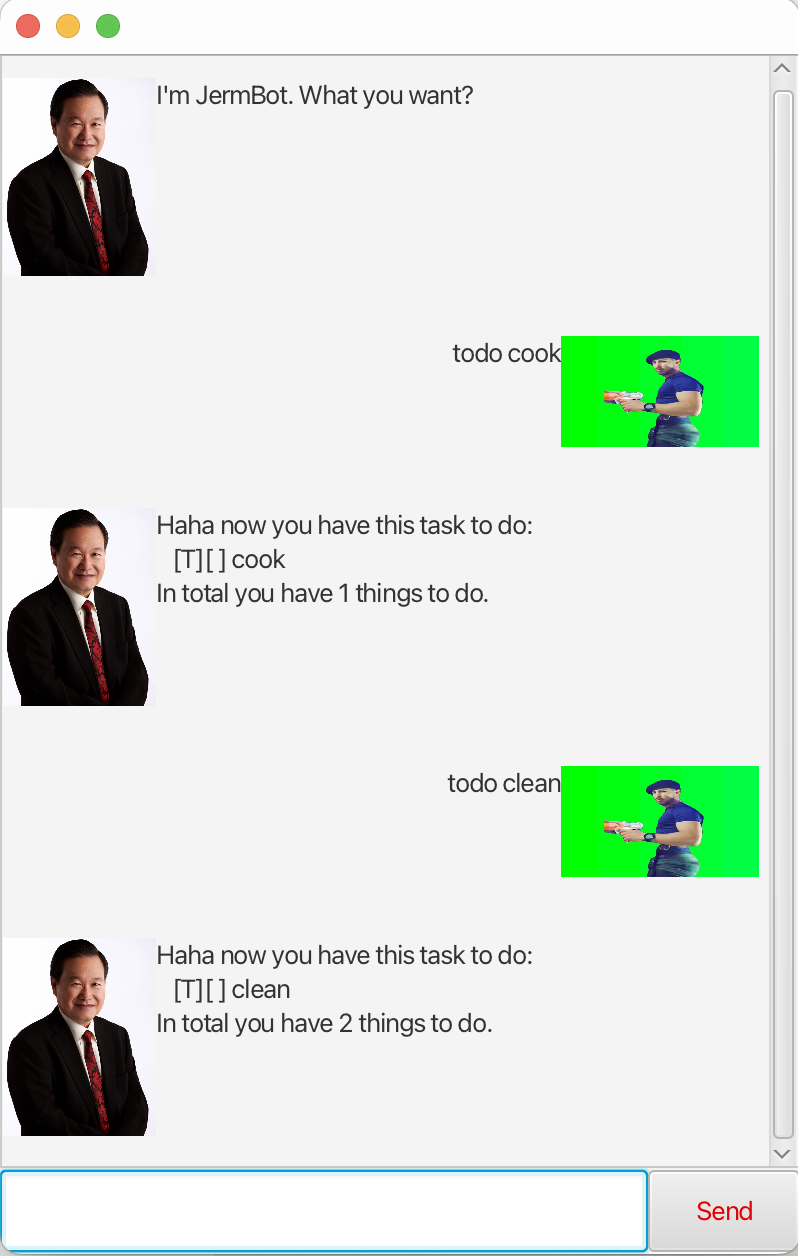 I'm JermBot. What you want?
todo cook
Haha now you have this task to do:
[T][ ] cook
In total you have 1 things to do.
todo clean
Haha now you have this task to do:
[T][ ] clean
In total you have 2 things to do.
Send